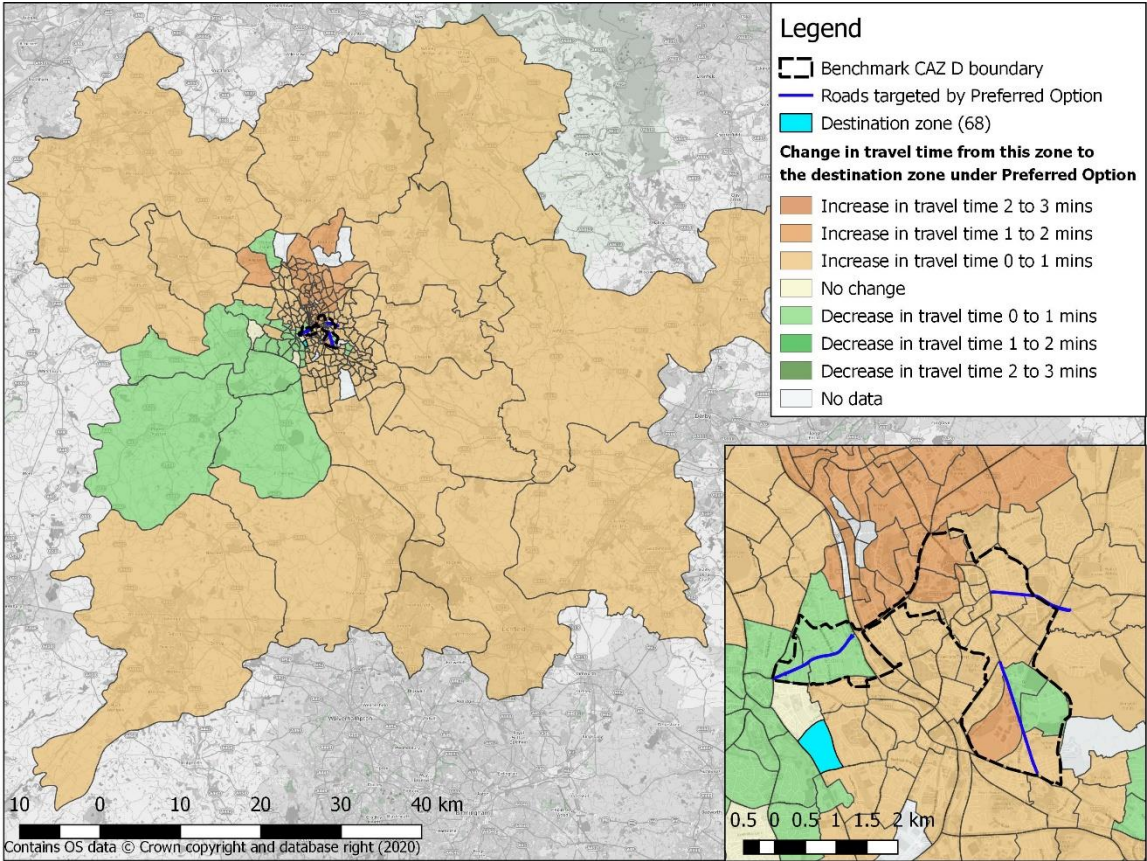 Legend
Benchmark CAZ D boundary
Roads targeted by Preferred Option
Destination zone (68)
Change in travel time from this zone to
the destination zone under Preferred Option
Increase in travel time 2 to 3 mins
Increase in travel time 1 to 2 mins
Increase in travel time 0 to 1 mins
No change
Decrease in travel time 0 to 1 mins
Decrease in travel time 1 to 2 mins
Decrease in travel time 2 to 3 mins
No data
10 0 10 20 30 40 km
Contains OS data © Crown copyright and database right (2020)
0.5 0 0.5 1 1.5 2 km